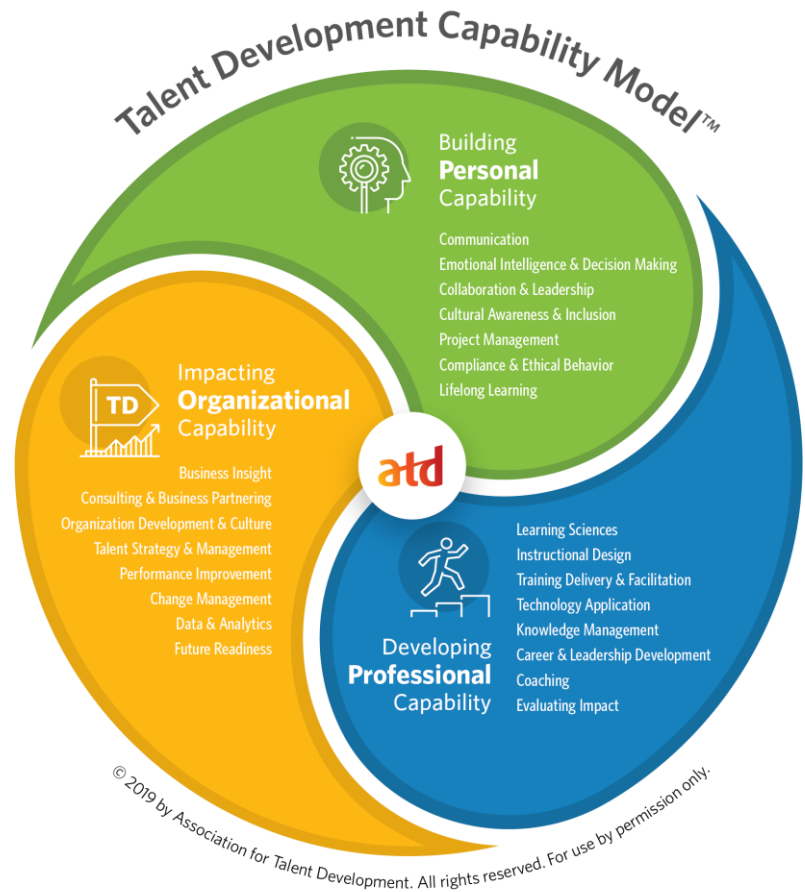 Talent Development Capability Model™
Building
Personal
Capability
Communication
Emotional Intelligence & Decision Making
Collaboration & Leadership
Cultural Awareness & Inclusion
Project Management
Compliance & Ethical Behavior
Lifelong Learning
TD
Impacting
Organizational
Capability
Business Insight
Consulting & Business Partnering
Organization Development & Culture
Talent Strategy & Management
Performance Improvement
Change Management
Data & Analytics
Future Readiness
atd
Developing
Professional
Capability
Learning Sciences
Instructional Design
Training Delivery & Facilitation
Technology Application
Knowledge Management
Career & Leadership Development
Coaching
Evaluating Impact
© 2019 by Association for Talent Development. All rights reserved. For use by permission only.